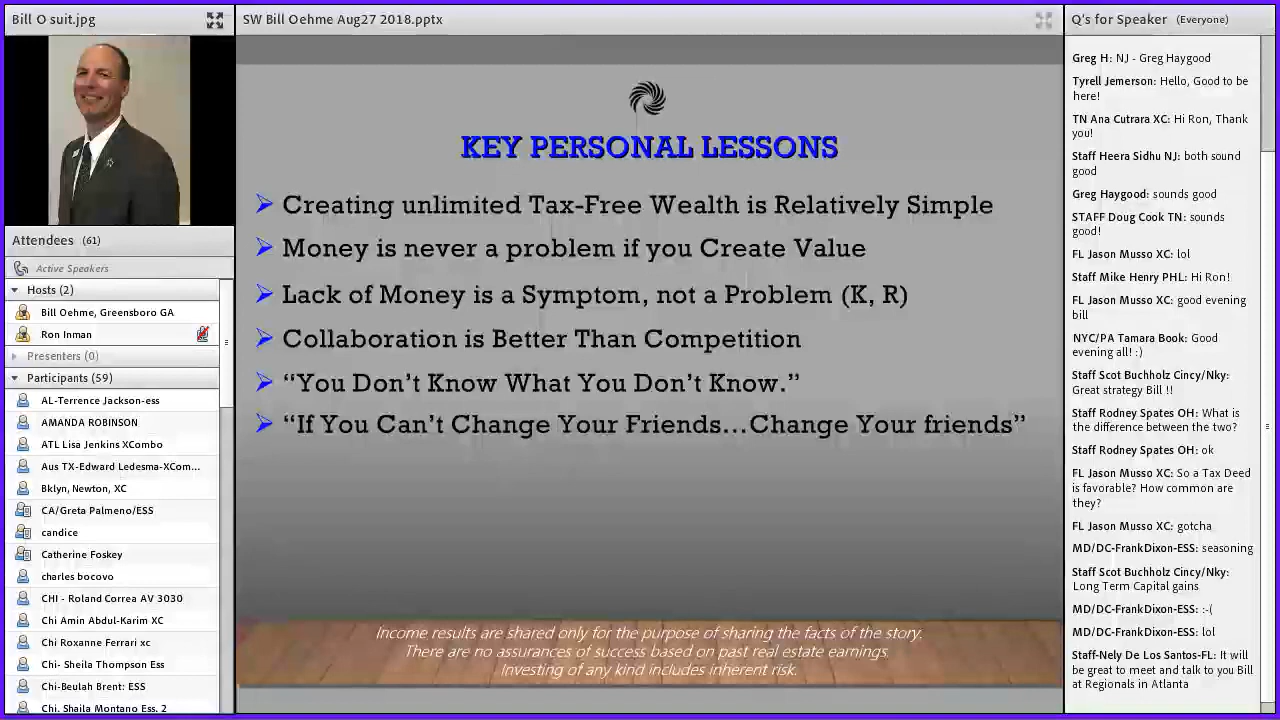 Bill O suit.jpg
Attendees (61)
Active Speakers
Hosts (2)
Bill Oehme, Greensboro GA
Ron Inman
Presenters (0)
Participants (59)
AL-Terrence Jackson-ess
AMANDA ROBINSON
ATL Lisa Jenkins XCombo
Aus TX-Edward Ledesma-XCom...
Bklyn, Newton, XC
CA/Greta Palmeno/ESS
candice
Catherine Foskey
charles bocovo
CHI - Roland Correa AV 3030
Chi Amin Abdul-Karim XC
Chi Roxanne Ferrari xc
Chi- Sheila Thompson Ess
Chi-Beulah Brent: ESS
Chi. Shaila Montano Ess. 2
SW Bill Oehme Aug27 2018.pptx
KEY PERSONAL LESSONS
Creating unlimited Tax-Free Wealth is Relatively Simple
Money is never a problem if you Create Value
Lack of Money is a Symptom, not a Problem (K, R)
Collaboration is Better Than Competition
“You Don’t Know What You Don’t Know.”
“If You Can’t Change Your Friends…Change Your friends”
Income results are shared only for the purpose of sharing the facts of the story.
There are no assurances of success based on past real estate earnings.
Investing of any kind includes inherent risk.
Q's for Speaker (Everyone)
Greg H: NJ - Greg Haygood
Tyrell Jemerson: Hello, Good to be
here!
TN Ana Cutrara XC: Hi Ron, Thank
you!
Staff Heera Sidhu NJ: both sound
good
Greg Haygood: sounds good
STAFF Doug Cook TN: sounds
good!
FL Jason Musso XC: lol
Staff Mike Henry PHL: Hi Ron!
FL Jason Musso XC: good evening
bill
NYC/PA Tamara Book: Good
evening all! :)
Staff Scot Buchholz Cincy/Nky:
Great strategy Bill !!
Staff Rodney Spates OH: What is
the difference between the two?
Staff Rodney Spates OH: ok
FL Jason Musso XC: So a Tax Deed
is favorable? How common are
they?
FL Jason Musso XC: gotcha
MD/DC-FrankDixon-ESS: seasoning
Staff Scot Buchholz Cincy/Nky:
Long Term Capital gains
MD/DC-FrankDixon-ESS: :-(
MD/DC-FrankDixon-ESS: lol
Staff-Nely De Los Santos-FL: It will
be great to meet and talk to you Bill
at Regionals in Atlanta